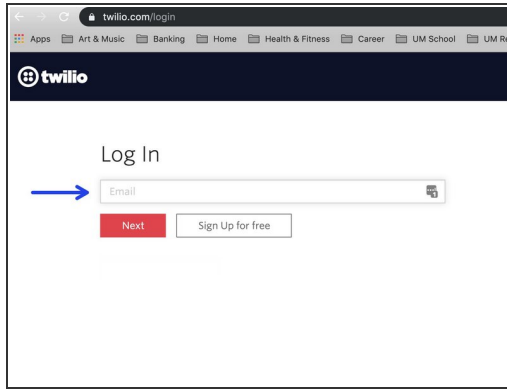 twilio.com/login
Apps Art & Music Banking Home Health & Fitness Career UM School UM Re
twilio
Log In
Email
Next Sign Up for free